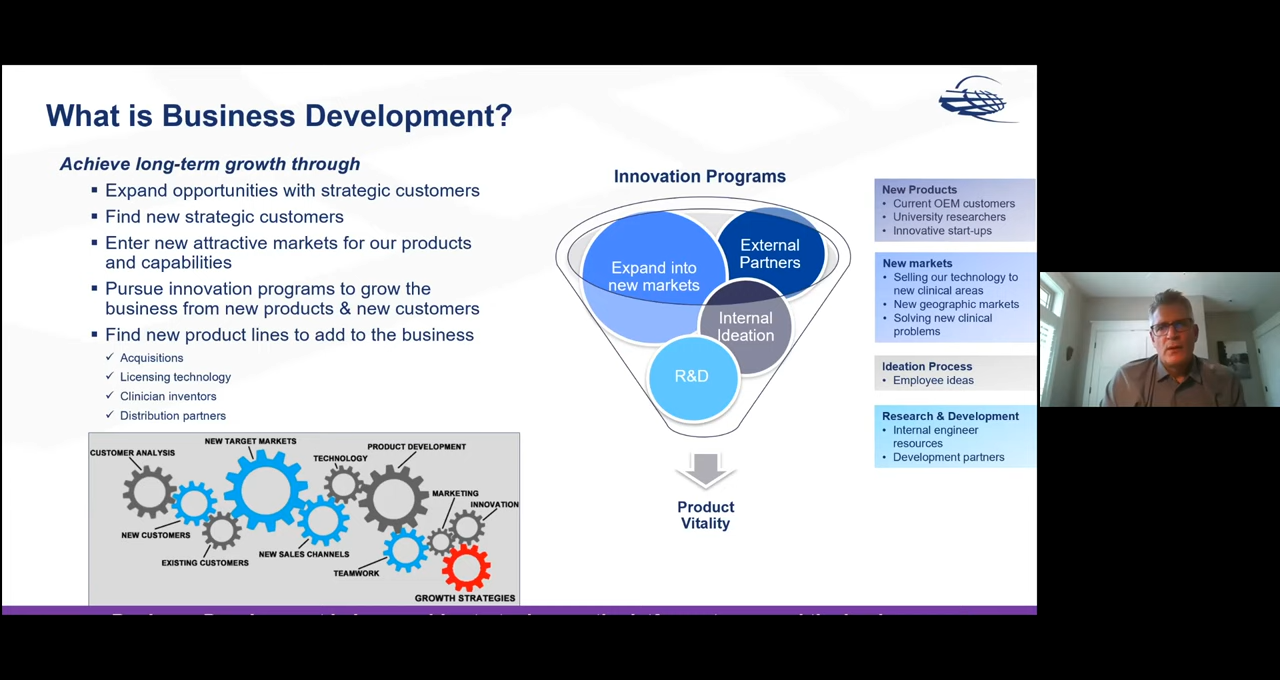 What is Business Development?
Achieve long-term growth through
▪ Expand opportunities with strategic customers
▪ Find new strategic customers
▪ Enter new attractive markets for our products
and capabilities
▪ Pursue innovation programs to grow the
business from new products & new customers
▪ Find new product lines to add to the business
✓ Acquisitions
✓ Licensing technology
✓ Clinician inventors
✓ Distribution partners
CUSTOMER ANALYSIS
NEW TARGET MARKETS
TECHNOLOGY
PRODUCT DEVELOPMENT
MARKETING
INNOVATION
NEW CUSTOMERS
EXISTING CUSTOMERS
NEW SALES CHANNELS
TEAMWORK
GROWTH STRATEGIES
Innovation Programs
Expand into
new markets
External
Partners
Internal
Ideation
R&D
Product
Vitality
New Products
• Current OEM customers
• University researchers
• Innovative start-ups
New markets
• Selling our technology to
new clinical areas
• New geographic markets
• Solving new clinical
problems
Ideation Process
• Employee ideas
Research & Development
• Internal engineer
resources
• Development partners